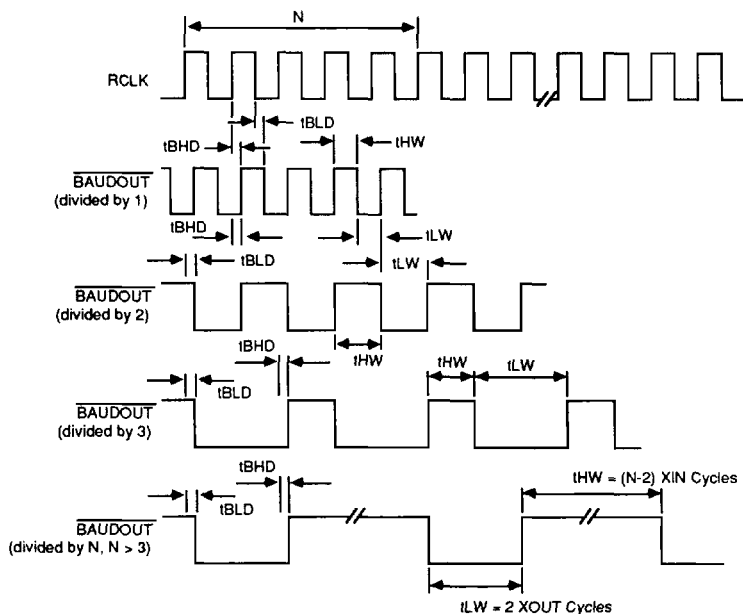 N
RCLK
tBLD
tBHD
tHW
BAUDOUT
(divided by 1)
tBHD
tLW
tBLD
tLW
BAUDOUT
(divided by 2)
tBHD
tHW
tHW
tLW
tBLD
BAUDOUT
(divided by 3)
tBHD
tHW = (N-2) XIN Cycles
tBLD
BAUDOUT
(divided by N, N > 3)
tLW = 2 XOUT Cycles